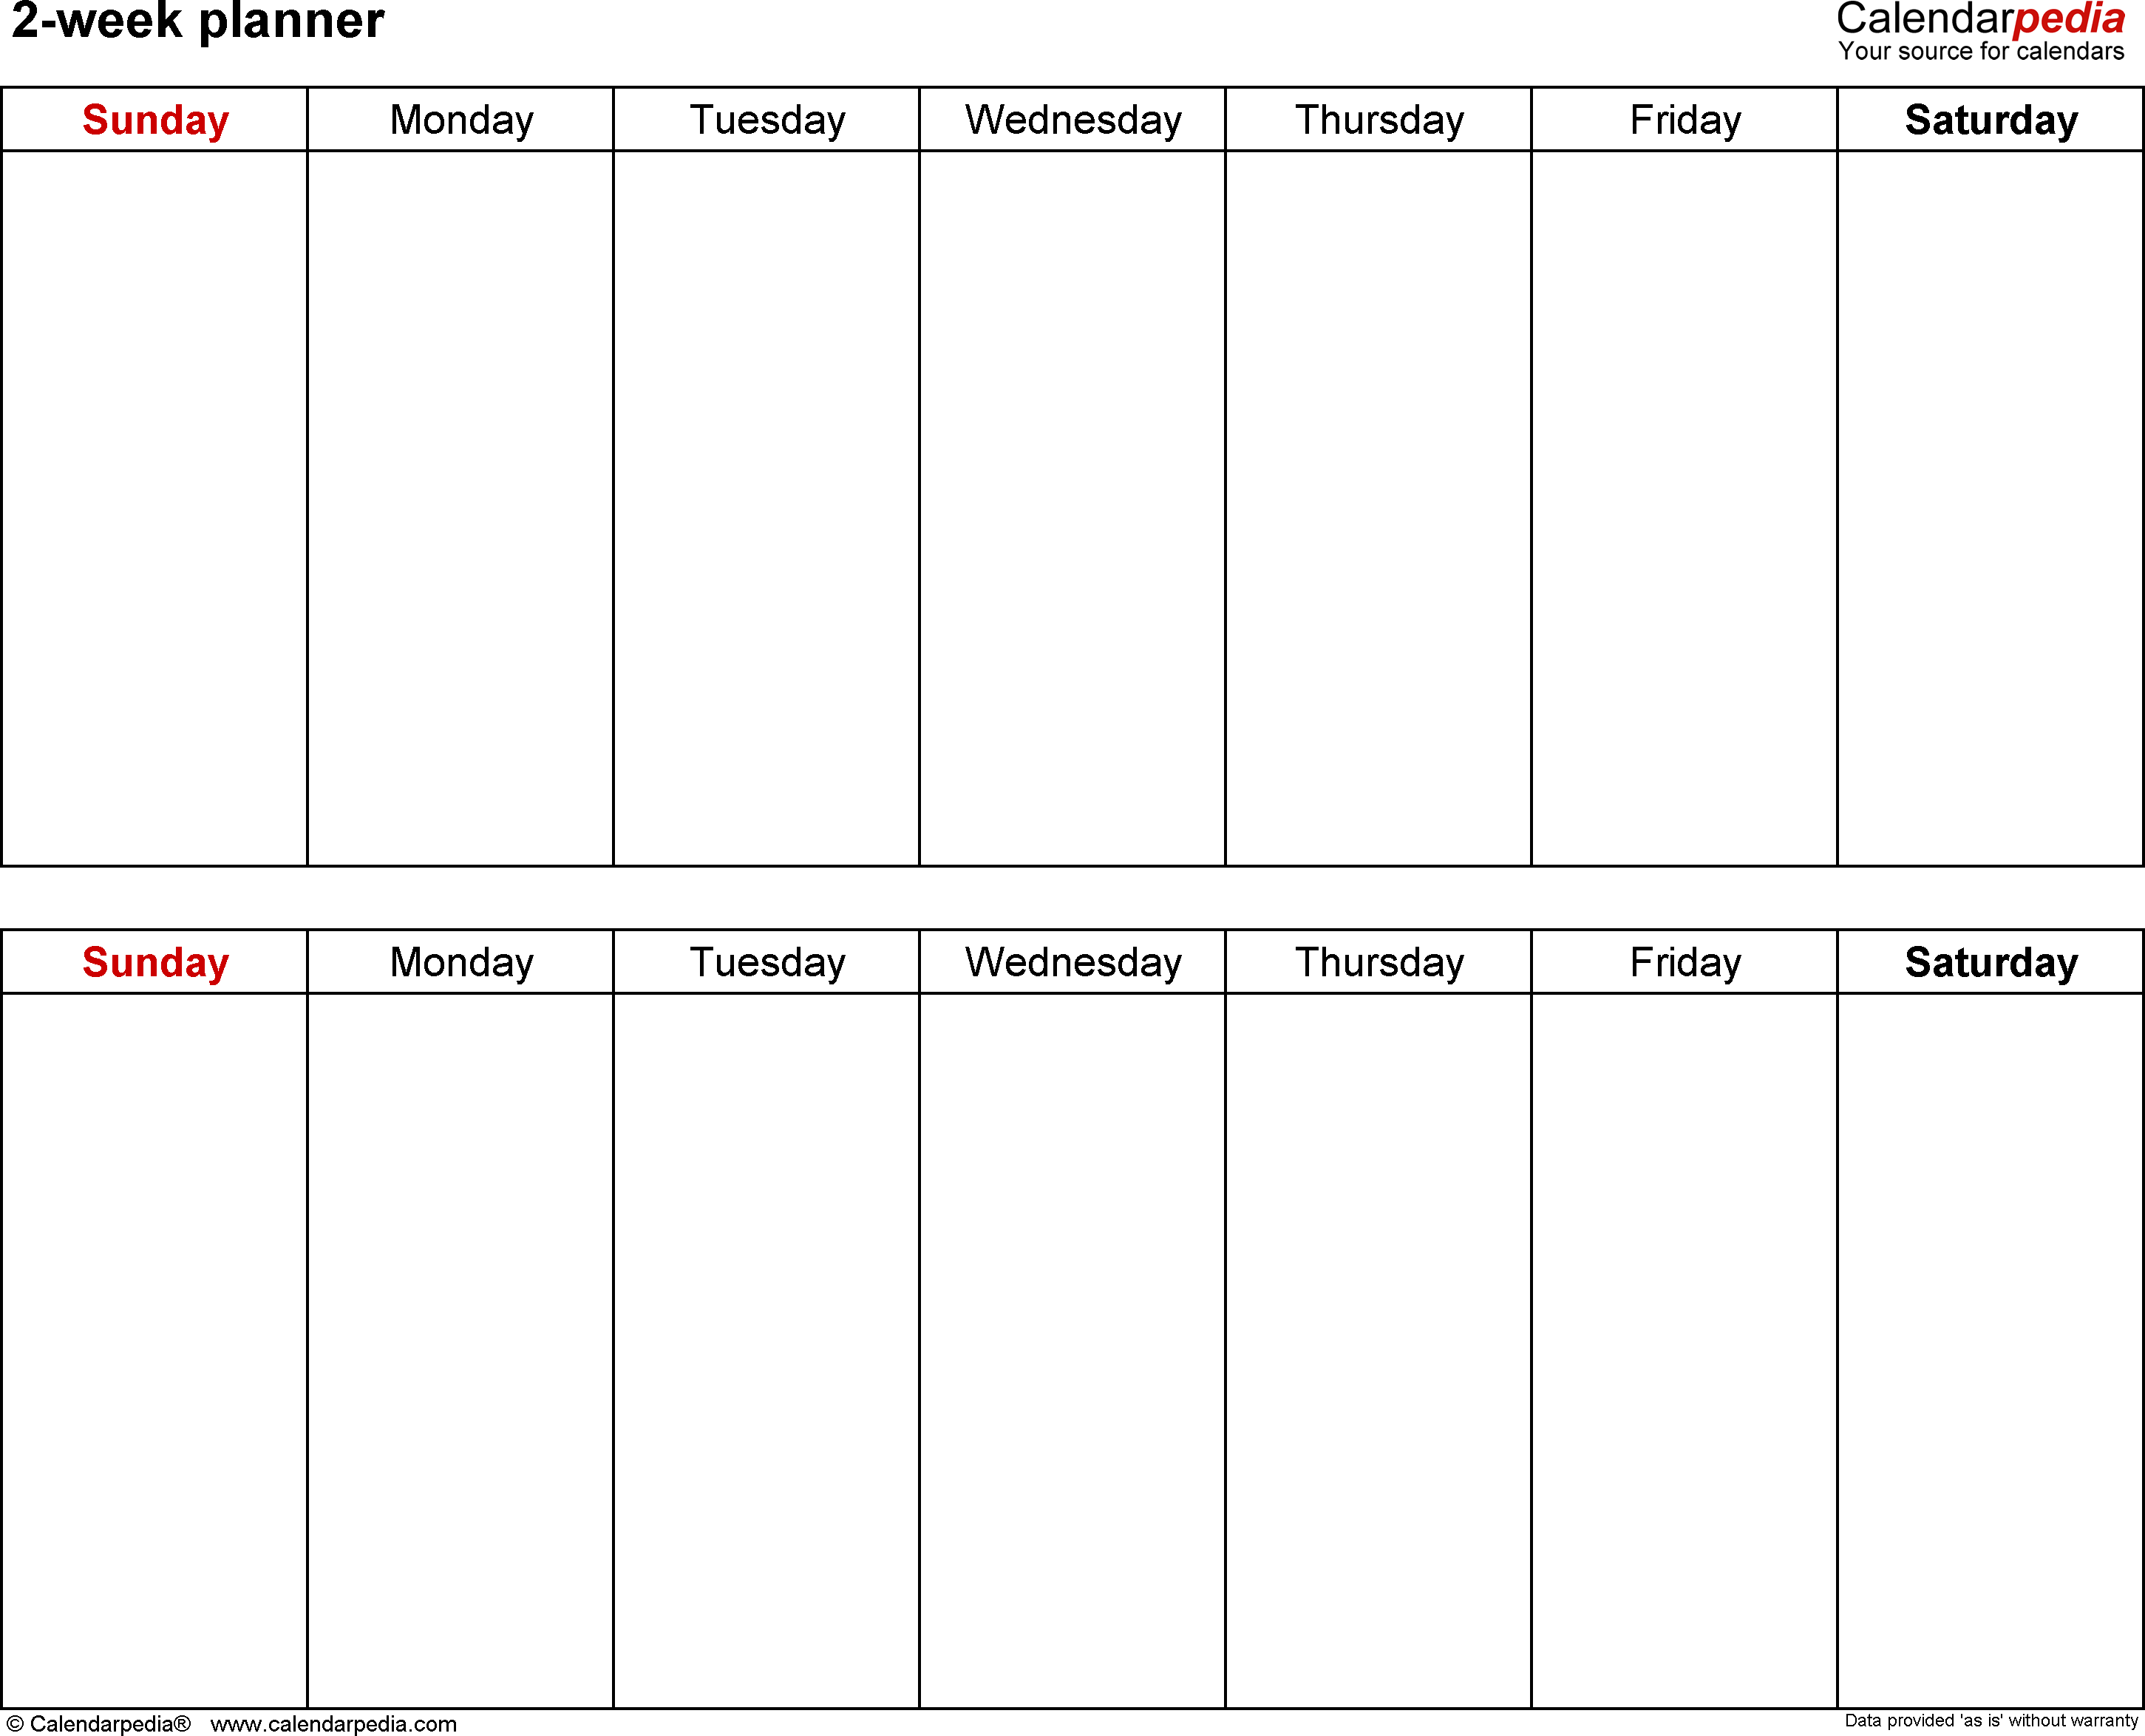 2-week planner
Calendarpedia
Your source for calendars
Sunday Monday Tuesday Wednesday Thursday Friday Saturday
Sunday Monday Tuesday Wednesday Thursday Friday Saturday
© Calendarpedia® www.calendarpedia.com
Data provided 'as is' without warranty